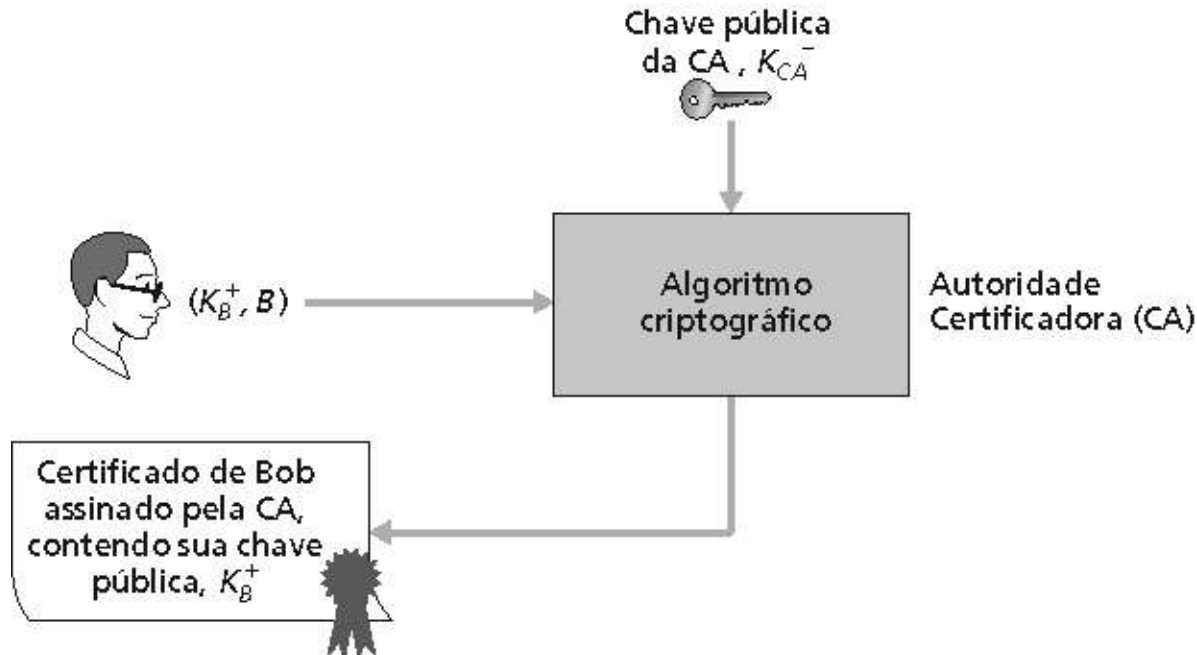 Chave pública
da CA , K_CA^-
(K_B^+, B)
Algoritmo
criptográfico
Autoridade
Certificadora (CA)
Certificado de Bob
assinado pela CA,
contendo sua chave
pública, K_B^+